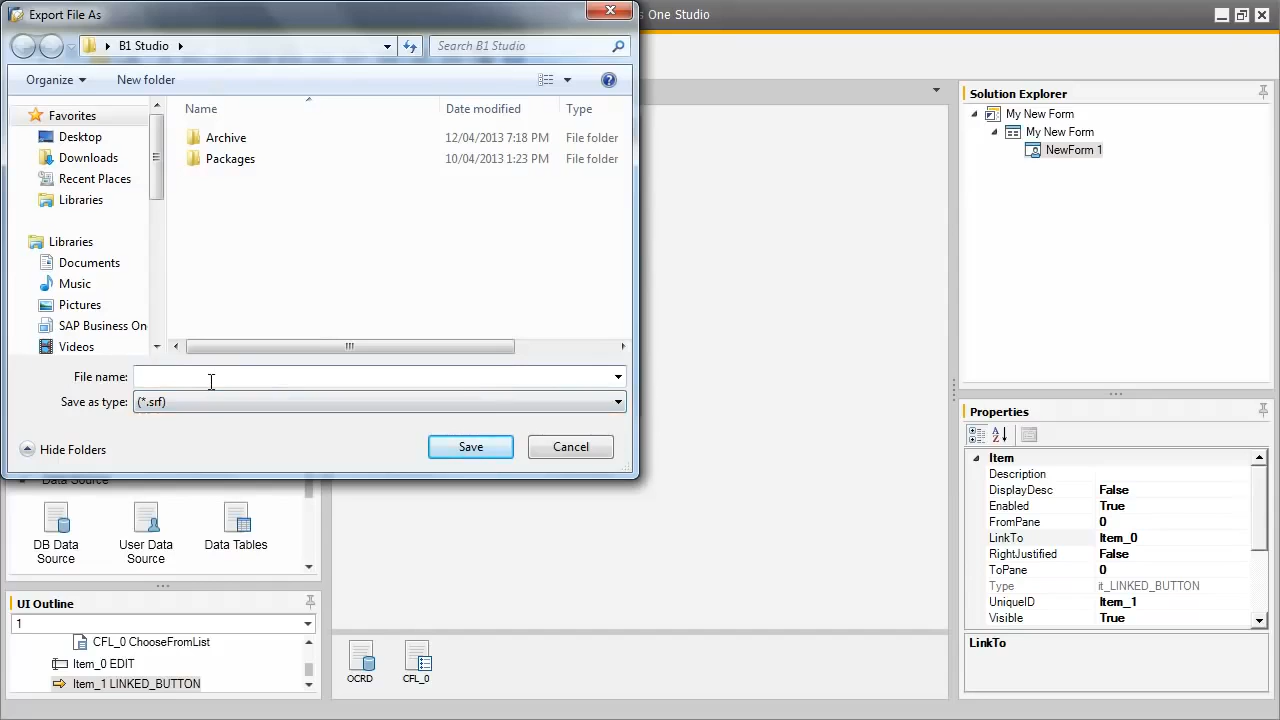 Export File As
s One Studio
B1 Studio
Search B1 Studio
Organize
New folder
Name
Date modified
Type
Favorites
Desktop
Downloads
Recent Places
Libraries
Libraries
Documents
Music
Pictures
SAP Business On
Videos
Archive 12/04/2013 7:18 PM File folder
Packages 10/04/2013 1:23 PM File folder
File name:
Save as type: (*.srf)
Hide Folders
Save
Cancel
Data Source
DB Data
Source
User Data
Source
Data Tables
UI Outline
1
CFL_0 ChooseFromList
Item_0 EDIT
Item_1 LINKED_BUTTON
OCRD
CFL_0
Solution Explorer
My New Form
My New Form
NewForm 1
Properties
Item
Description
DisplayDesc False
Enabled True
FromPane 0
LinkTo Item_0
RightJustified False
ToPane 0
Type it_LINKED_BUTTON
UniqueID Item_1
Visible True
LinkTo